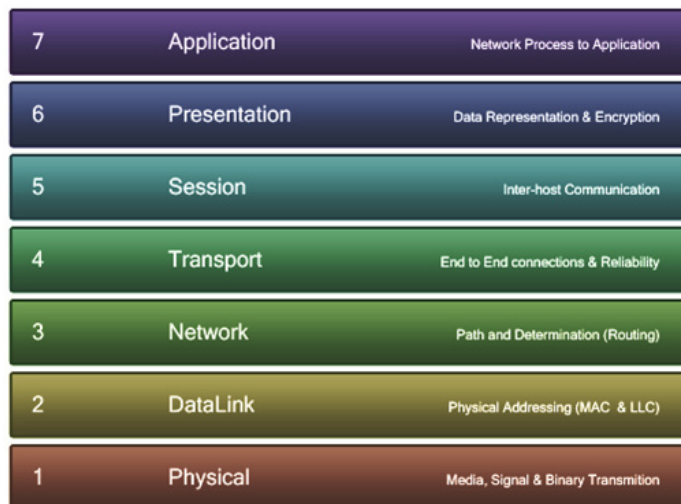 7 Application Network Process to Application
6 Presentation Data Representation & Encryption
5 Session Inter-host Communication
4 Transport End to End connections & Reliability
3 Network Path and Determination (Routing)
2 DataLink Physical Addressing (MAC & LLC)
1 Physical Media, Signal & Binary Transmition